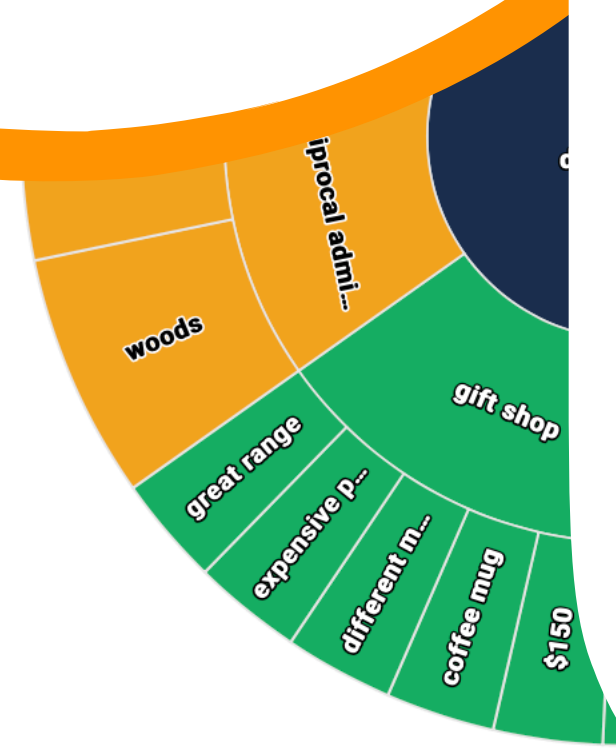 iprocal admi...
woods
gift shop
great range
expensive p...
different m...
coffee mug
$150